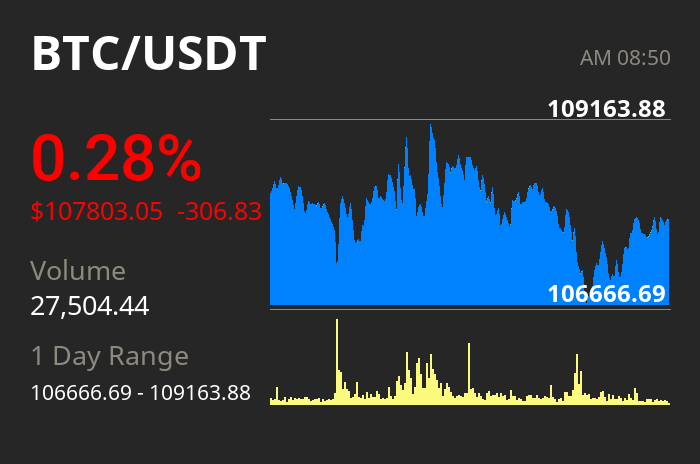 BTC/USDT
AM 08:50
109163.88
0.28%
$107803.05 -306.83
Volume
27,504.44
106666.69
1 Day Range
106666.69 - 109163.88